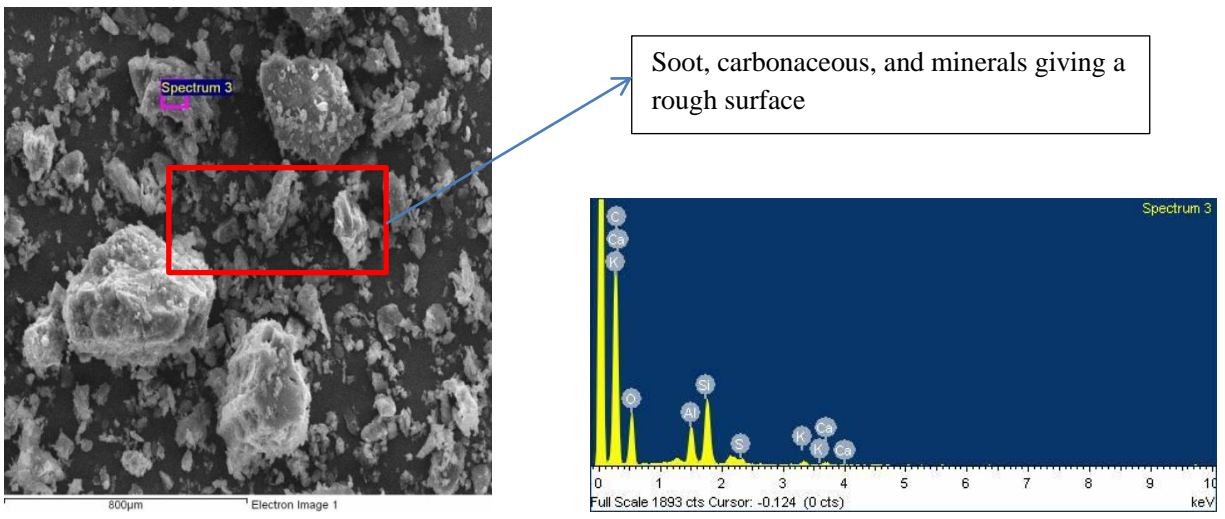 Spectrum 3
800µm
Electron Image 1
Soot, carbonaceous, and minerals giving a
rough surface
Spectrum 3
C
Ca
K
O
Al
Si
S
K
K
Ca
Ca
0 1 2 3 4 5 6 7 8 9 10
Full Scale 1893 cts Cursor: -0.124 (0 cts)
keV